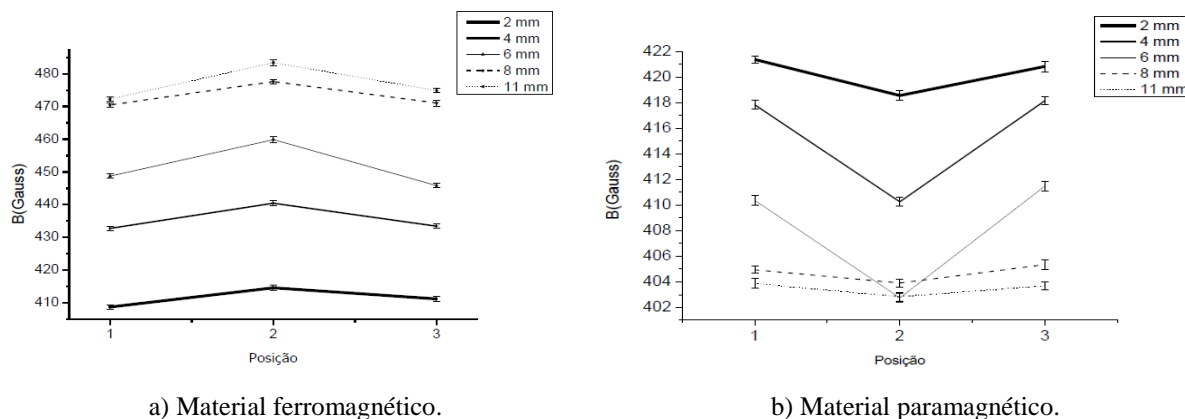 2 mm
4 mm
6 mm
8 mm
11 mm
480
470
460
450
440
430
420
410
B(Gauss)
1 2 3
Posição
a) Material ferromagnético.
2 mm
4 mm
6 mm
8 mm
11 mm
422
420
418
416
414
412
410
408
406
404
402
B(Gauss)
1 2 3
Posição
b) Material paramagnético.